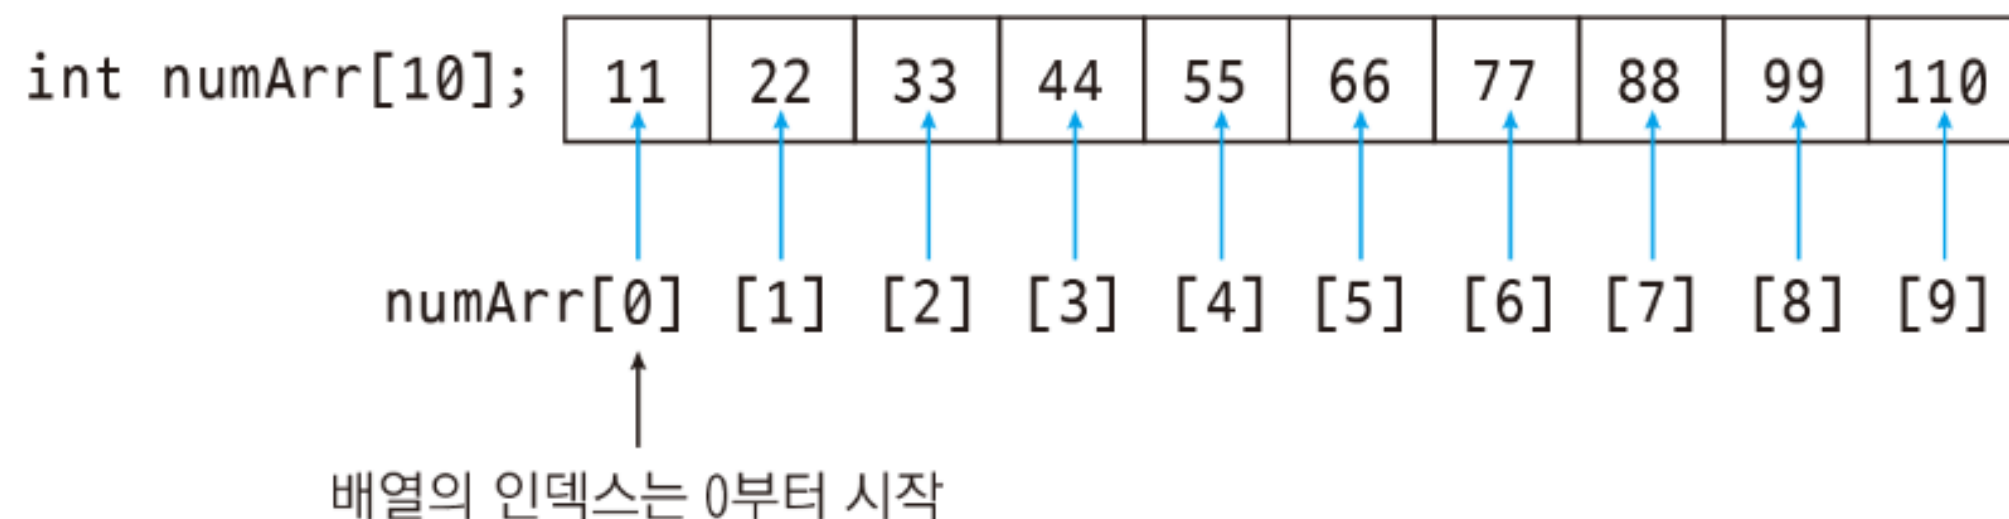 int numArr[10]; 11 22 33 44 55 66 77 88 99 110
numArr[0] [1] [2] [3] [4] [5] [6] [7] [8] [9]
배열의 인덱스는 0부터 시작